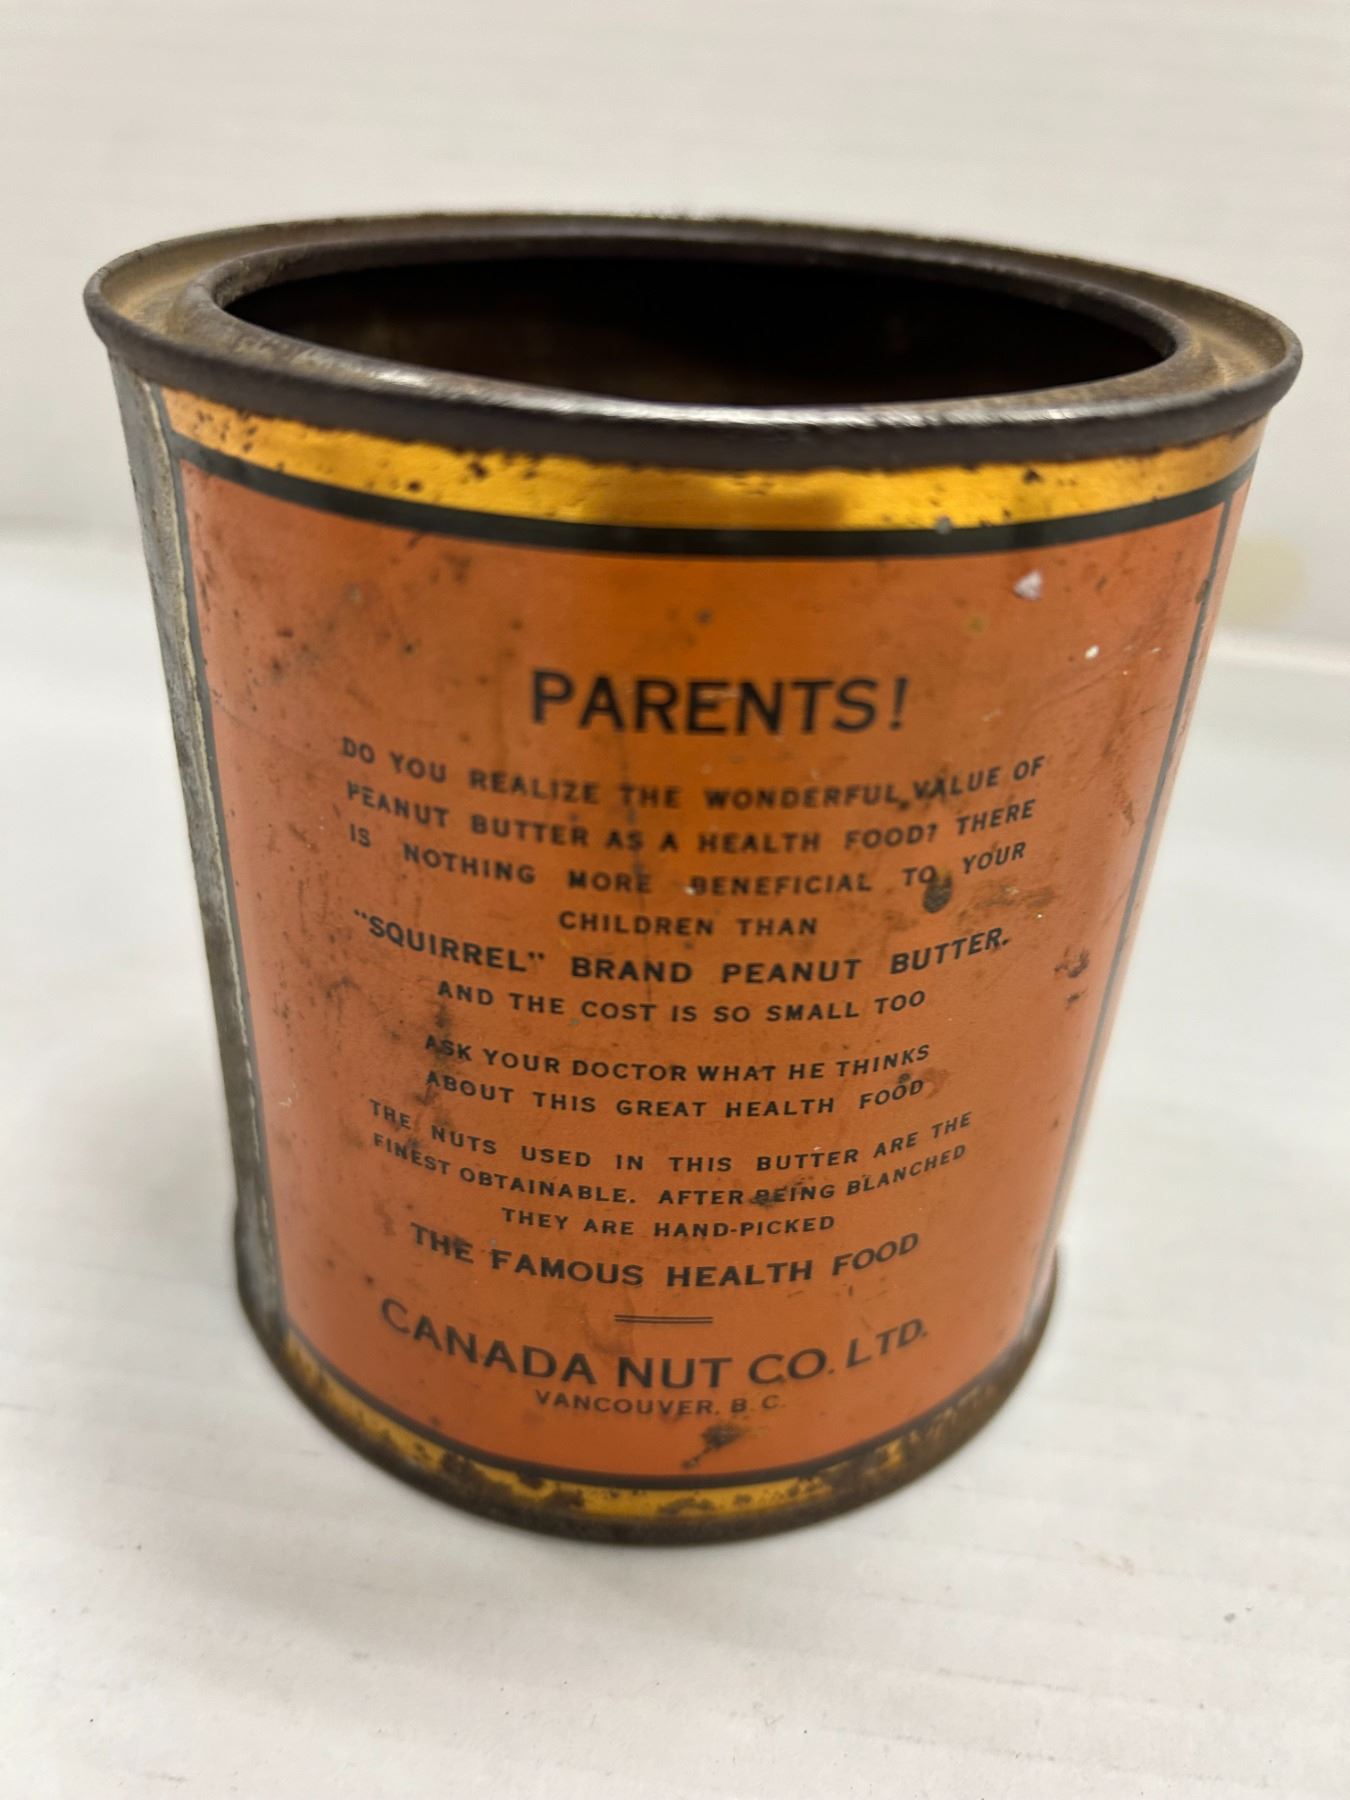 PARENTS!
DO YOU REALIZE THE WONDERFUL VALUE OF
PEANUT BUTTER AS A HEALTH FOOD? THERE
IS NOTHING MORE BENEFICIAL TO YOUR
CHILDREN THAN
"SQUIRREL" BRAND PEANUT BUTTER.
AND THE COST IS SO SMALL TOO
ASK YOUR DOCTOR WHAT HE THINKS
ABOUT THIS GREAT HEALTH FOOD
THE NUTS USED IN THIS BUTTER ARE THE
FINEST OBTAINABLE. AFTER BEING BLANCHED
THEY ARE HAND-PICKED
THE FAMOUS HEALTH FOOD
CANADA NUT CO. LTD.
VANCOUVER, B.C.